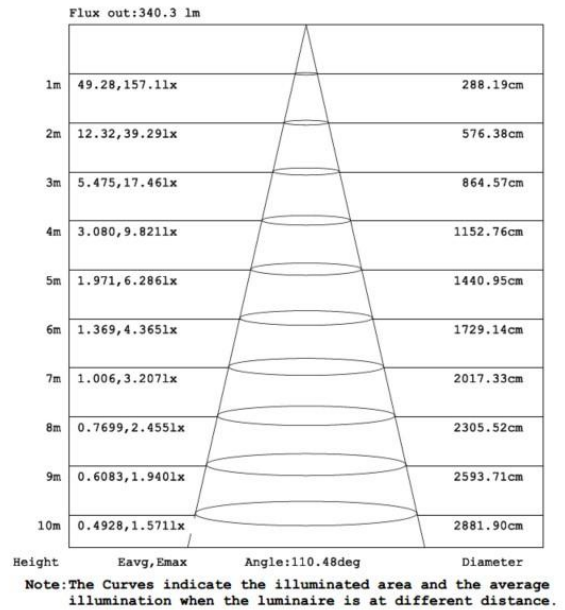 Flux out:340.3 lm
1m 49.28,157.1lx 288.19cm
2m 12.32,39.29lx 576.38cm
3m 5.475,17.46lx 864.57cm
4m 3.080,9.821lx 1152.76cm
5m 1.971,6.286lx 1440.95cm
6m 1.369,4.365lx 1729.14cm
7m 1.006,3.207lx 2017.33cm
8m 0.7699,2.455lx 2305.52cm
9m 0.6083,1.940lx 2593.71cm
10m 0.4928,1.571lx 2881.90cm
Height Eavg,Emax Angle:110.48deg Diameter
Note:The Curves indicate the illuminated area and the average
illumination when the luminaire is at different distance.